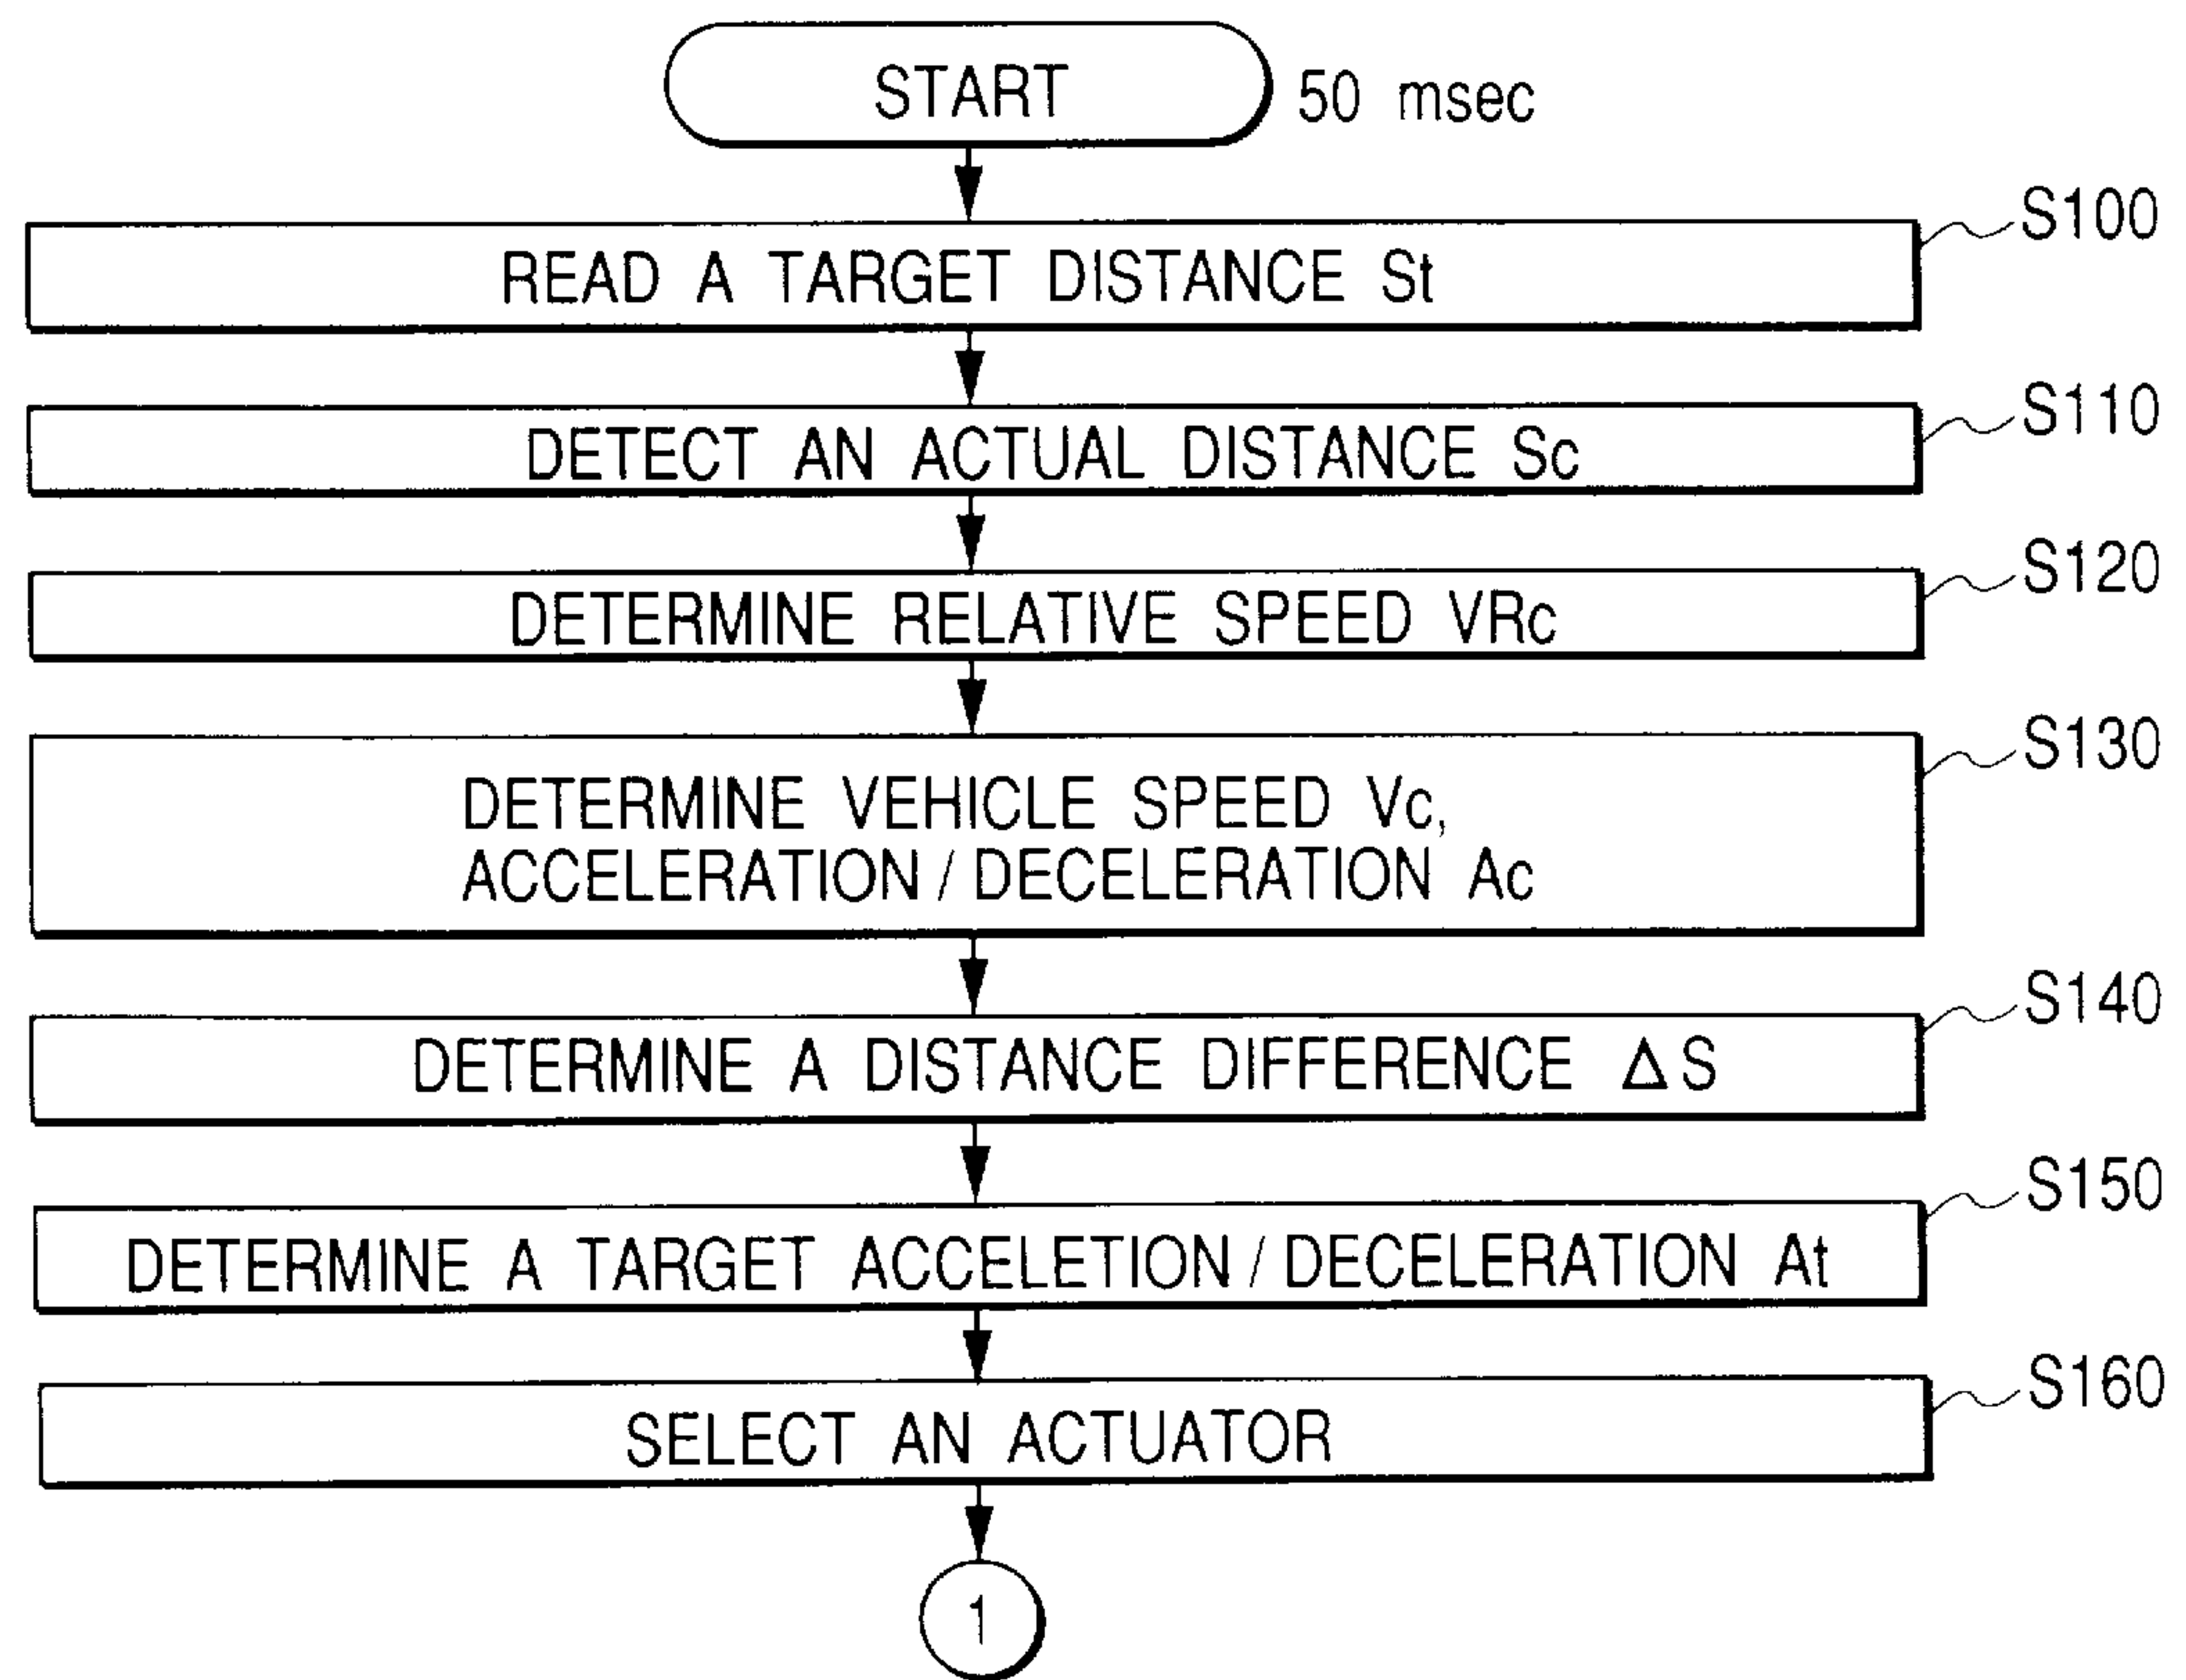 START
50 msec
S100
READ A TARGET DISTANCE St
S110
DETECT AN ACTUAL DISTANCE Sc
S120
DETERMINE RELATIVE SPEED VRc
S130
DETERMINE VEHICLE SPEED Vc,
ACCELERATION / DECELERATION Ac
S140
DETERMINE A DISTANCE DIFFERENCE ΔS
S150
DETERMINE A TARGET ACCELETION / DECELERATION At
S160
SELECT AN ACTUATOR
1